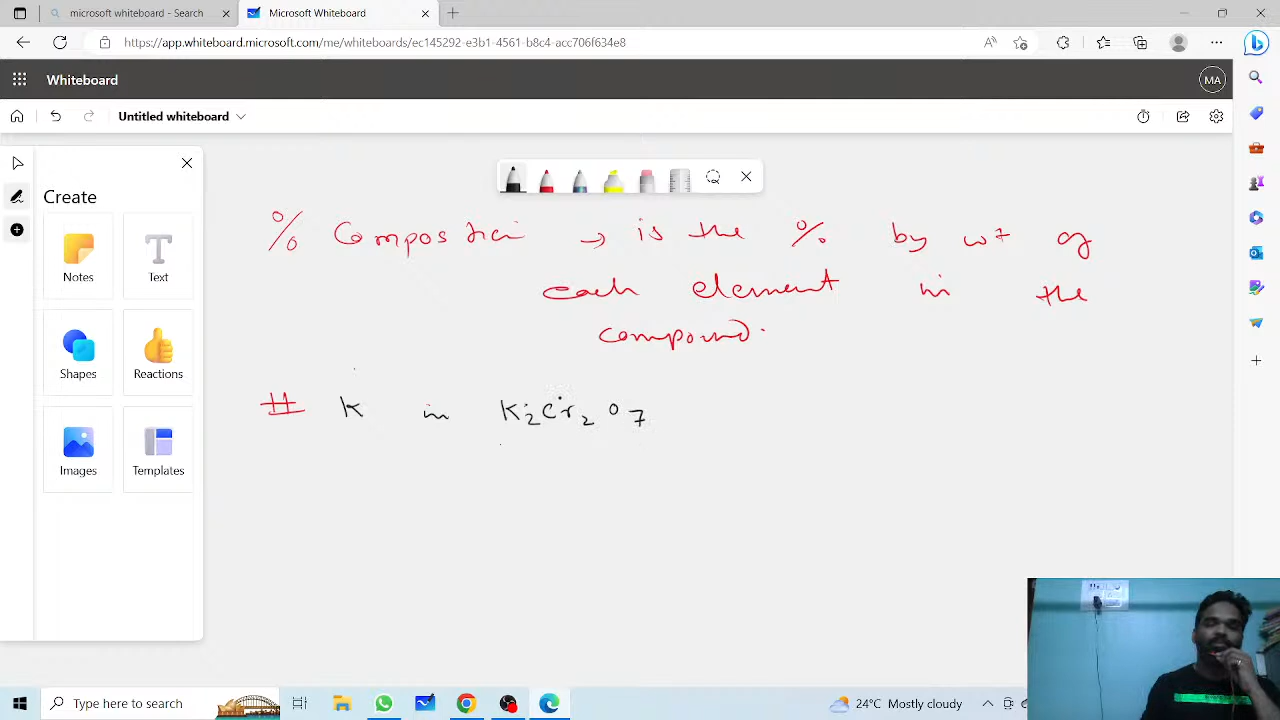 microsoft whiteboard - Search
Microsoft Whiteboard
https://app.whiteboard.microsoft.com/me/whiteboards/ec145292-e3b1-4561-b8c4-acc706f634e8
Whiteboard
MA
Untitled whiteboard
Create
Notes
Text
Shapes
Reactions
Images
Templates
% Composition → is the % by wt of
each element in the
compound.
# K in K2Cr2O7
Type here to search
24°C Mostly cloudy